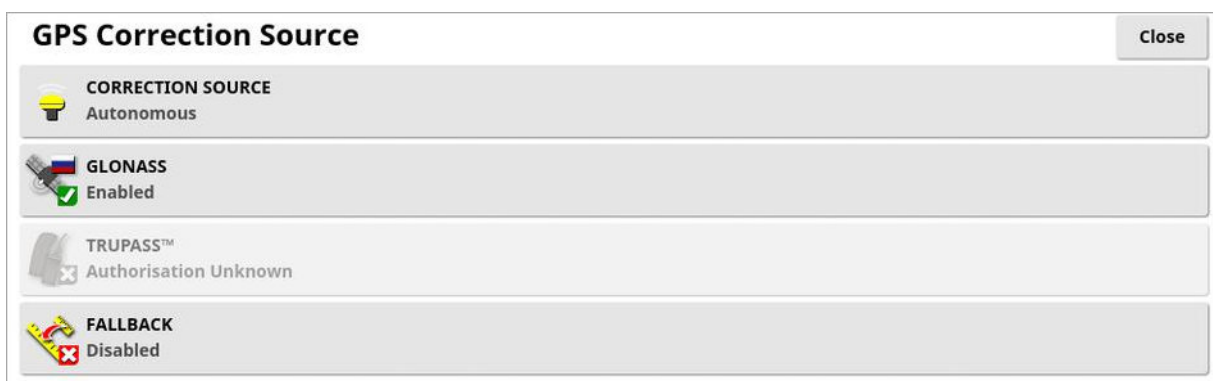 GPS Correction Source
Close
CORRECTION SOURCE
Autonomous
GLONASS
Enabled
TRUPASS™
Authorisation Unknown
FALLBACK
Disabled